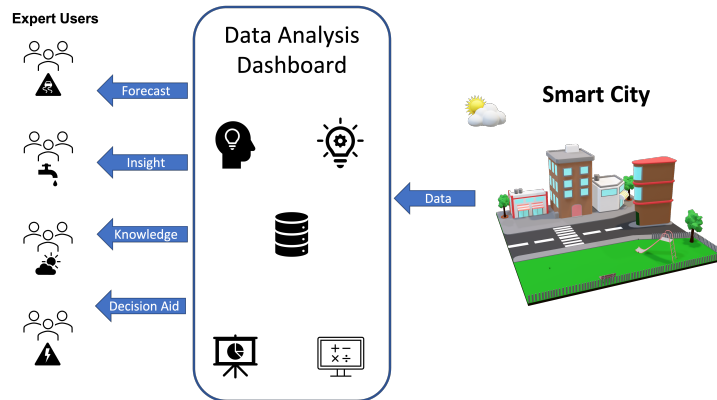 Expert Users
Data Analysis
Dashboard
Smart City
Forecast
Insight
Data
Knowledge
Decision Aid